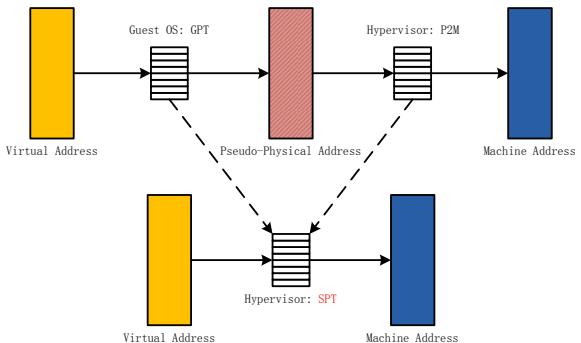 Guest OS: GPT
Hypervisor: P2M
Virtual Address
Pseudo-Physical Address
Machine Address
Hypervisor: SPT
Virtual Address
Machine Address